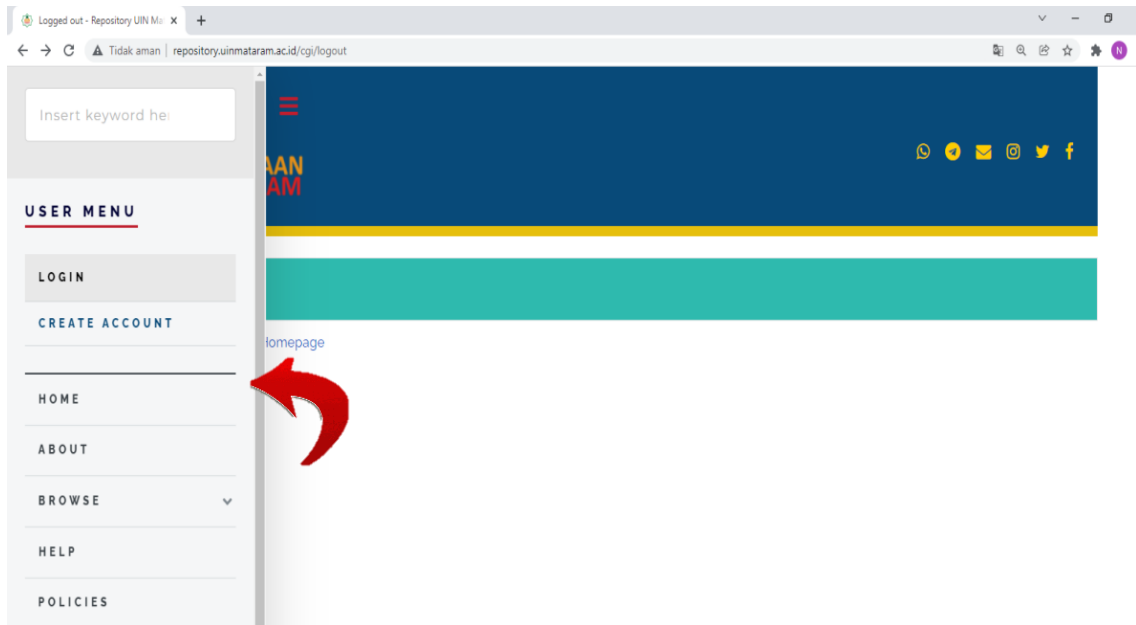 Logged out - Repository UIN Ma
Tidak aman | repository.uinmataram.ac.id/cgi/logout
N
Insert keyword he
AAN
AM
USER MENU
LOGIN
CREATE ACCOUNT
Homepage
HOME
ABOUT
BROWSE
HELP
POLICIES